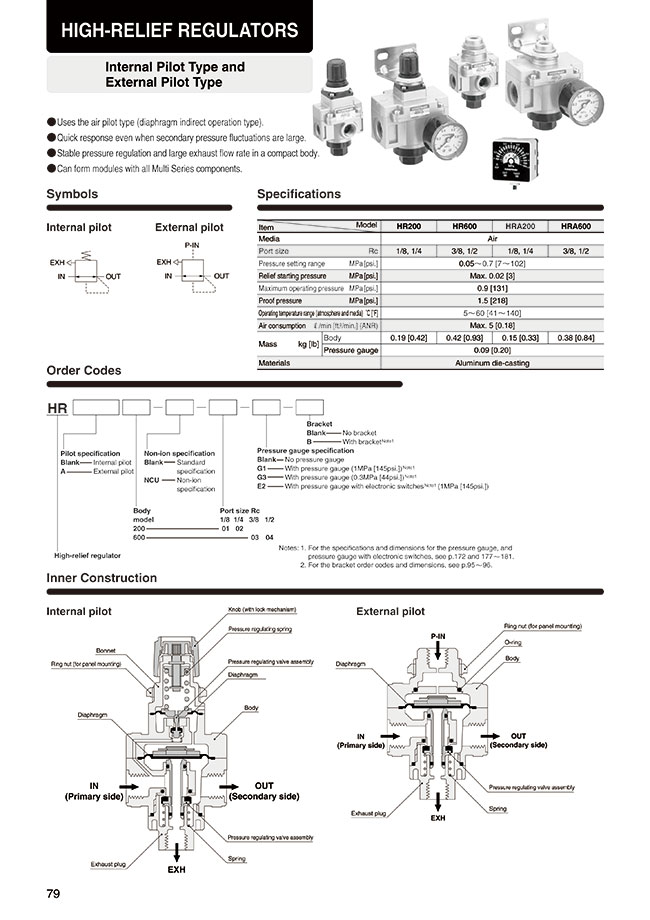 HIGH-RELIEF REGULATORS
Internal Pilot Type and
External Pilot Type
●Uses the air pilot type (diaphragm indirect operation type).
●Quick response even when secondary pressure fluctuations are large.
●Stable pressure regulation and large exhaust flow rate in a compact body.
●Can form modules with all Multi Series components.
Symbols
Internal pilot
External pilot
P-IN
EXH
IN
OUT
EXH
IN
OUT
Specifications
Item Model HR200 HR600 HRA200 HRA600
Media Air
Port size Rc 1/8, 1/4 3/8, 1/2 1/8, 1/4 3/8, 1/2
Pressure setting range MPa [psi.] 0.05～0.7 [7～102]
Relief starting pressure MPa [psi.] Max. 0.02 [3]
Maximum operating pressure MPa [psi.] 0.9 [131]
Proof pressure MPa [psi.] 1.5 [218]
Operating temperature range (atmosphere and media) °C [°F] 5～60 [41～140]
Air consumption ℓ/min [ft³/min.] (ANR) Max. 5 [0.18]
Mass kg [lb] Body 0.19 [0.42] 0.42 [0.93] 0.15 [0.33] 0.38 [0.84]
Pressure gauge 0.09 [0.20]
Materials Aluminum die-casting
Order Codes
HR
Bracket
Blank No bracket
B With bracket Note1
Pilot specification
Blank Internal pilot
A External pilot
Non-ion specification
Blank Standard
specification
NCU Non-ion
specification
Pressure gauge specification
Blank No pressure gauge
G1 With pressure gauge (1MPa [145psi.]) Note1
G3 With pressure gauge (0.3MPa [44psi.]) Note1
E2 With pressure gauge with electronic switches Note1 (1MPa [145psi.])
Body
model
200
600
Port size Rc
1/8 1/4 3/8 1/2
01 02
03 04
High-relief regulator
Notes: 1. For the specifications and dimensions for the pressure gauge, and
pressure gauge with electronic switches, see p.172 and 177～181.
2. For the bracket order codes and dimensions, see p.95～96.
Inner Construction
Internal pilot
Knob (with lock mechanism)
Pressure regulating spring
Bonnet
Ring nut (for panel mounting)
Pressure regulating valve assembly
Diaphragm
Diaphragm
Body
IN
(Primary side)
OUT
(Secondary side)
Pressure regulating valve assembly
Spring
Exhaust plug
EXH
External pilot
P-IN
Ring nut (for panel mounting)
O-ring
Body
Diaphragm
IN
(Primary side)
OUT
(Secondary side)
Pressure regulating valve assembly
Spring
Exhaust plug
EXH
79